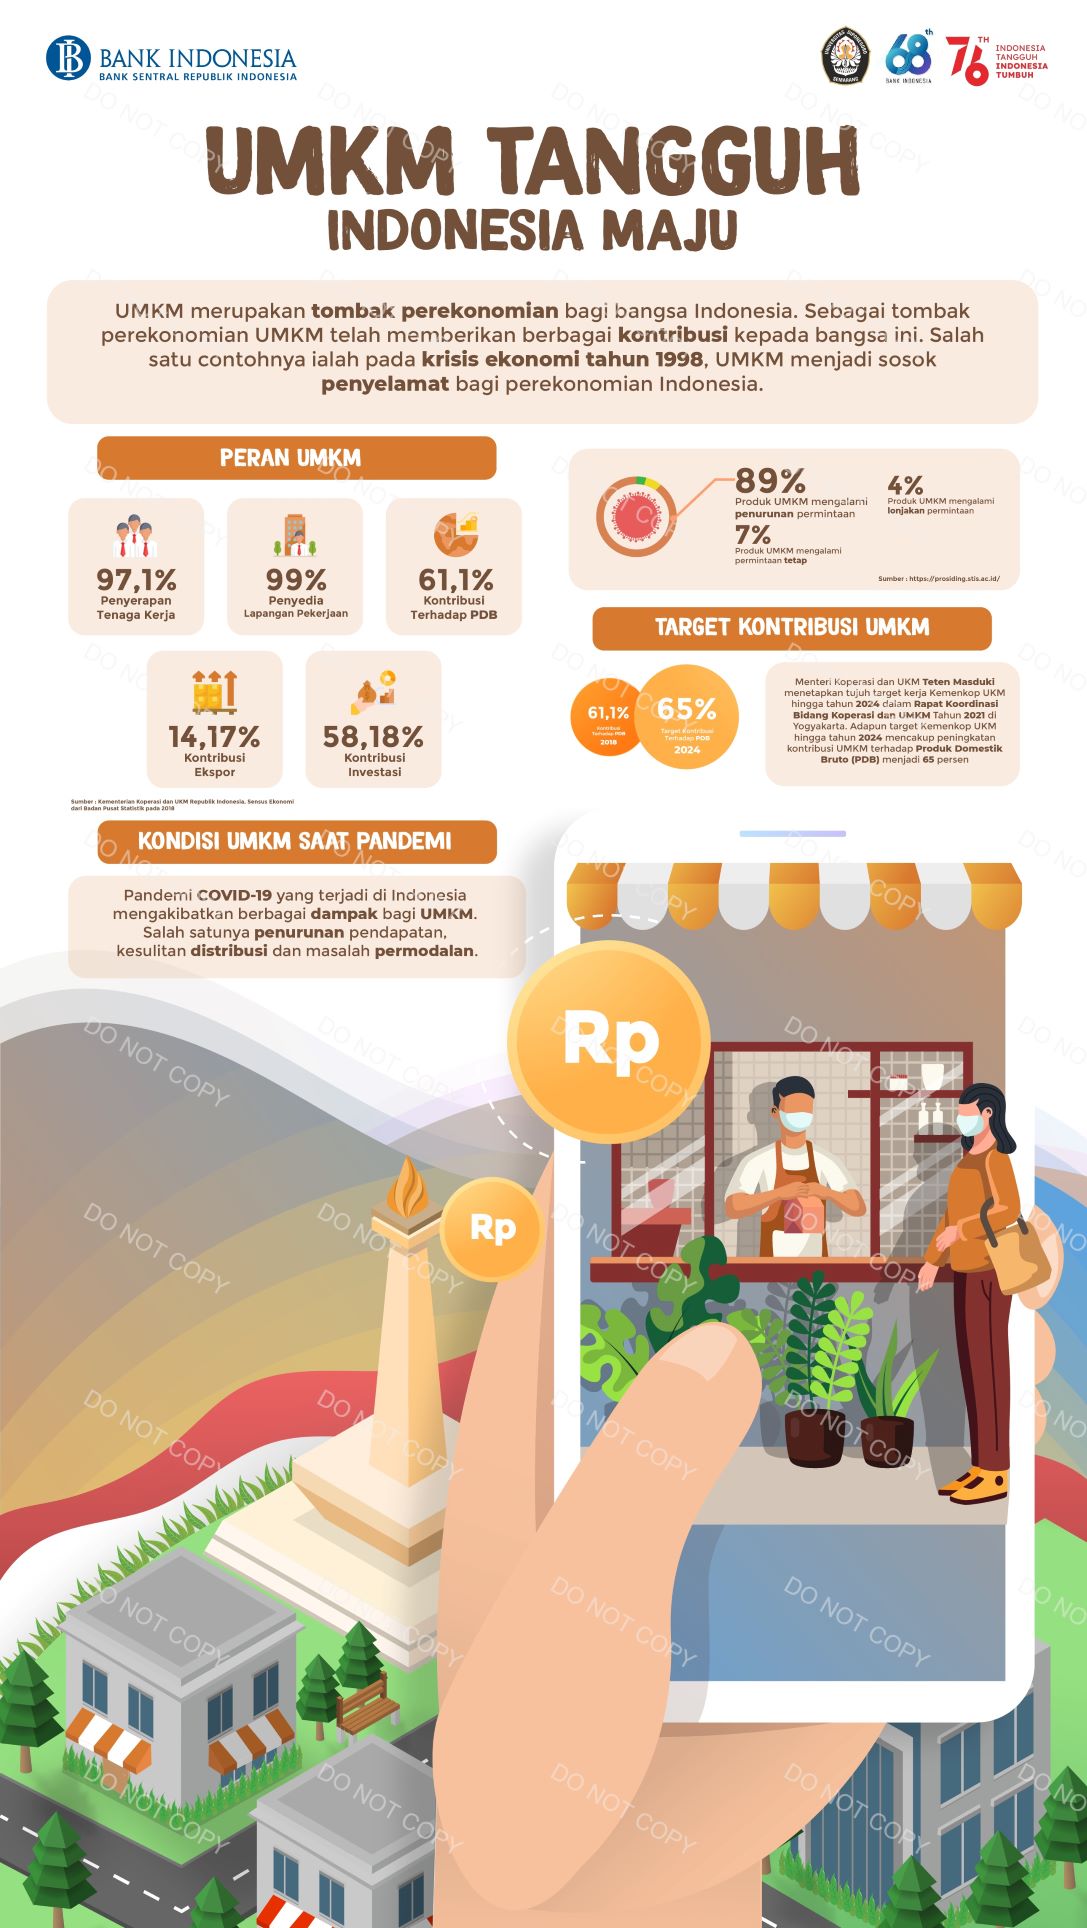 BANK INDONESIA
BANK SENTRAL REPUBLIK INDONESIA
UNIVERSITAS DIPONEGORO
SEMARANG
68th
BANK INDONESIA
76TH
INDONESIA
TANGGUH
INDONESIA
TUMBUH
UMKM TANGGUH
INDONESIA MAJU
UMKM merupakan tombak perekonomian bagi bangsa Indonesia. Sebagai tombak
perekonomian UMKM telah memberikan berbagai kontribusi kepada bangsa ini. Salah
satu contohnya ialah pada krisis ekonomi tahun 1998, UMKM menjadi sosok
penyelamat bagi perekonomian Indonesia.
PERAN UMKM
97,1%
Penyerapan
Tenaga Kerja
99%
Penyedia
Lapangan Pekerjaan
61,1%
Kontribusi
Terhadap PDB
14,17%
Kontribusi
Ekspor
58,18%
Kontribusi
Investasi
Sumber : Kementerian Koperasi dan UKM Republik Indonesia, Sensus Ekonomi
dari Badan Pusat Statistik pada 2018
89%
Produk UMKM mengalami
penurunan permintaan
7%
Produk UMKM mengalami
permintaan tetap
4%
Produk UMKM mengalami
lonjakan permintaan
Sumber : https://prosiding.stis.ac.id/
TARGET KONTRIBUSI UMKM
61,1%
Kontribusi
Terhadap PDB
2018
65%
Target Kontribusi
Terhadap PDB
2024
Menteri Koperasi dan UKM Teten Masduki
menetapkan tujuh target kerja Kemenkop UKM
hingga tahun 2024 dalam Rapat Koordinasi
Bidang Koperasi dan UMKM Tahun 2021 di
Yogyakarta. Adapun target Kemenkop UKM
hingga tahun 2024 mencakup peningkatan
kontribusi UMKM terhadap Produk Domestik
Bruto (PDB) menjadi 65 persen
KONDISI UMKM SAAT PANDEMI
Pandemi COVID-19 yang terjadi di Indonesia
mengakibatkan berbagai dampak bagi UMKM.
Salah satunya penurunan pendapatan,
kesulitan distribusi dan masalah permodalan.
Rp
Rp
DO NOT COPY